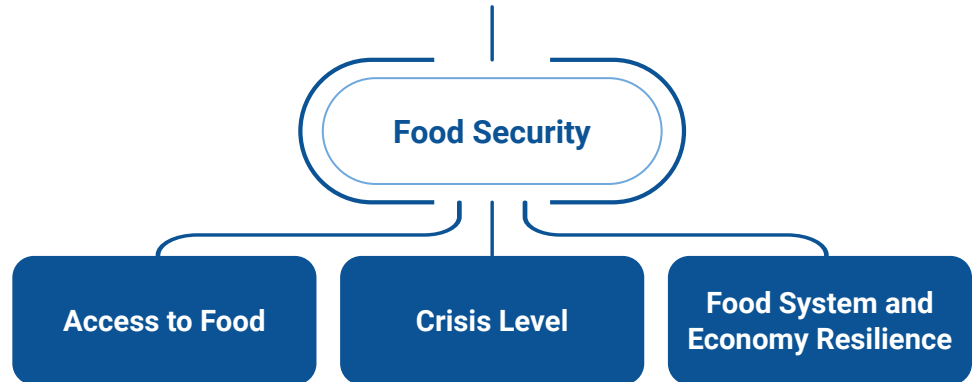 Food Security
Access to Food
Crisis Level
Food System and
Economy Resilience